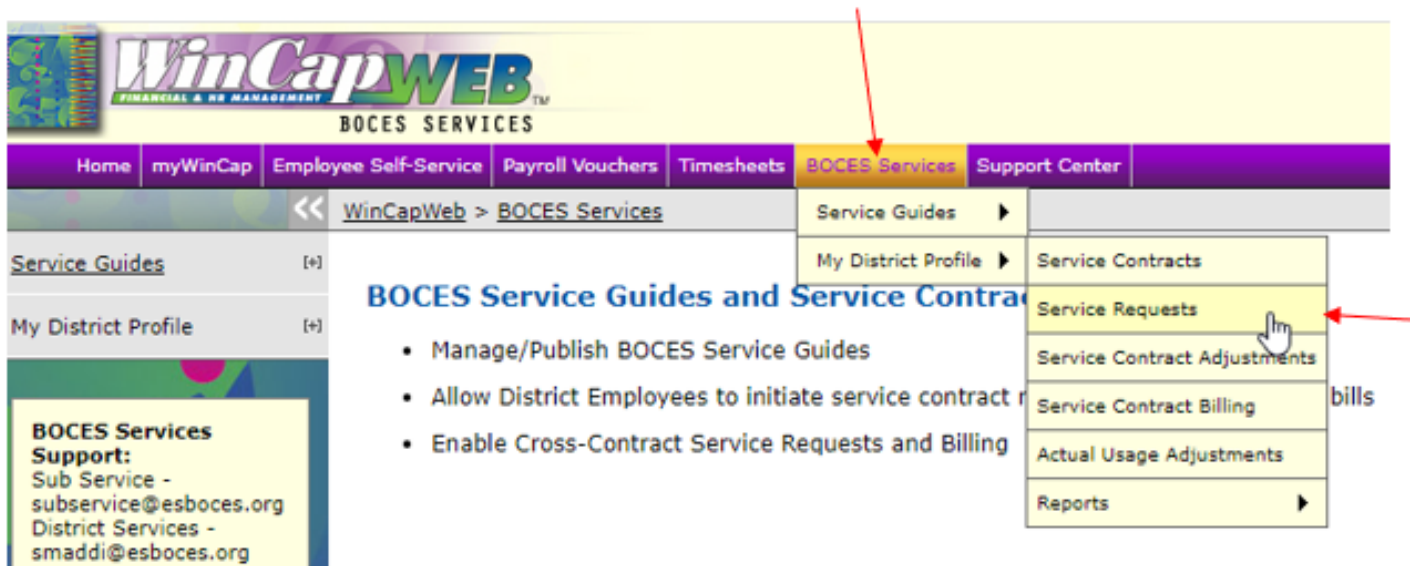 WinCapWEB TM
FINANCIAL & HR MANAGEMENT
BOCES SERVICES
Home myWinCap Employee Self-Service Payroll Vouchers Timesheets BOCES Services Support Center
<< WinCapWeb > BOCES Services
Service Guides
My District Profile
Service Contracts
Service Requests
Service Contract Adjustments
Service Contract Billing
Actual Usage Adjustments
Reports
Service Guides [+]
My District Profile [+]
BOCES Service Guides and Service Contra
• Manage/Publish BOCES Service Guides
• Allow District Employees to initiate service contract r bills
• Enable Cross-Contract Service Requests and Billing
BOCES Services
Support:
Sub Service -
subservice@esboces.org
District Services -
smaddi@esboces.org